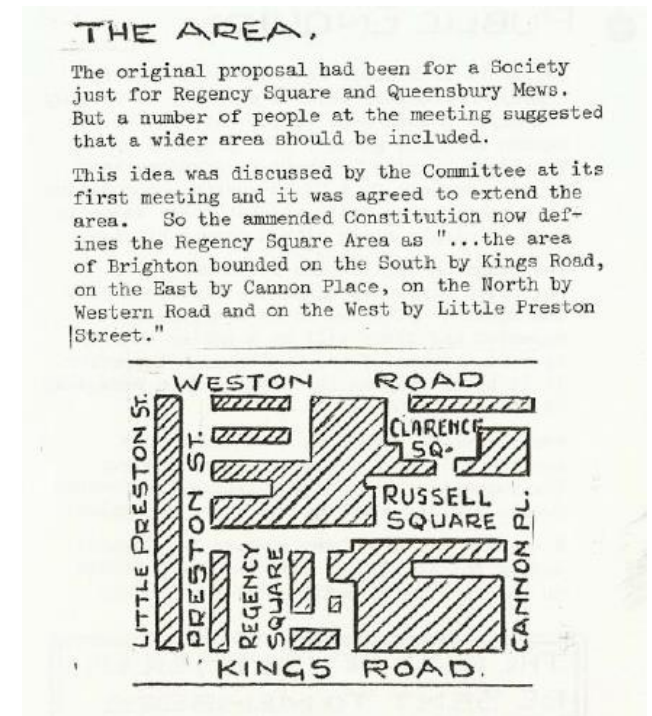 THE AREA.
The original proposal had been for a Society
just for Regency Square and Queensbury Mews.
But a number of people at the meeting suggested
that a wider area should be included.
This idea was discussed by the Committee at its
first meeting and it was agreed to extend the
area. So the ammended Constitution now def-
ines the Regency Square Area as "...the area
of Brighton bounded on the South by Kings Road,
on the East by Cannon Place, on the North by
Western Road and on the West by Little Preston
Street."
WESTON ROAD
LITTLE PRESTON ST.
PRESTON ST.
CLARENCE
SQ.
RUSSELL
SQUARE
REGENCY
SQUARE
CANNON PL.
KINGS ROAD.